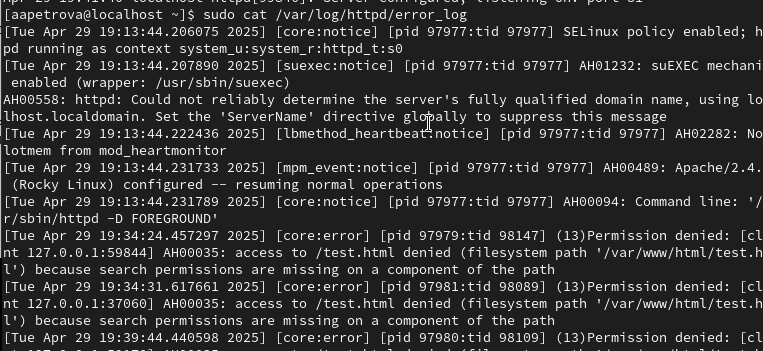 [aapetrova@localhost ~]$ sudo cat /var/log/httpd/error_log
[Tue Apr 29 19:13:44.206075 2025] [core:notice] [pid 97977:tid 97977] SELinux policy enabled; h
pd running as context system_u:system_r:httpd_t:s0
[Tue Apr 29 19:13:44.207890 2025] [suexec:notice] [pid 97977:tid 97977] AH01232: suEXEC mechani
 enabled (wrapper: /usr/sbin/suexec)
AH00558: httpd: Could not reliably determine the server's fully qualified domain name, using lo
lhost.localdomain. Set the 'ServerName' directive globally to suppress this message
[Tue Apr 29 19:13:44.222436 2025] [lbmethod_heartbeat:notice] [pid 97977:tid 97977] AH02282: No
lotmem from mod_heartmonitor
[Tue Apr 29 19:13:44.231733 2025] [mpm_event:notice] [pid 97977:tid 97977] AH00489: Apache/2.4.
 (Rocky Linux) configured -- resuming normal operations
[Tue Apr 29 19:13:44.231789 2025] [core:notice] [pid 97977:tid 97977] AH00094: Command line: '/
r/sbin/httpd -D FOREGROUND'
[Tue Apr 29 19:34:24.457297 2025] [core:error] [pid 97979:tid 98147] (13)Permission denied: [cl
nt 127.0.0.1:59844] AH00035: access to /test.html denied (filesystem path '/var/www/html/test.h
l') because search permissions are missing on a component of the path
[Tue Apr 29 19:34:31.617661 2025] [core:error] [pid 97981:tid 98089] (13)Permission denied: [cl
nt 127.0.0.1:37060] AH00035: access to /test.html denied (filesystem path '/var/www/html/test.h
l') because search permissions are missing on a component of the path
[Tue Apr 29 19:39:44.440598 2025] [core:error] [pid 97980:tid 98109] (13)Permission denied: [cl